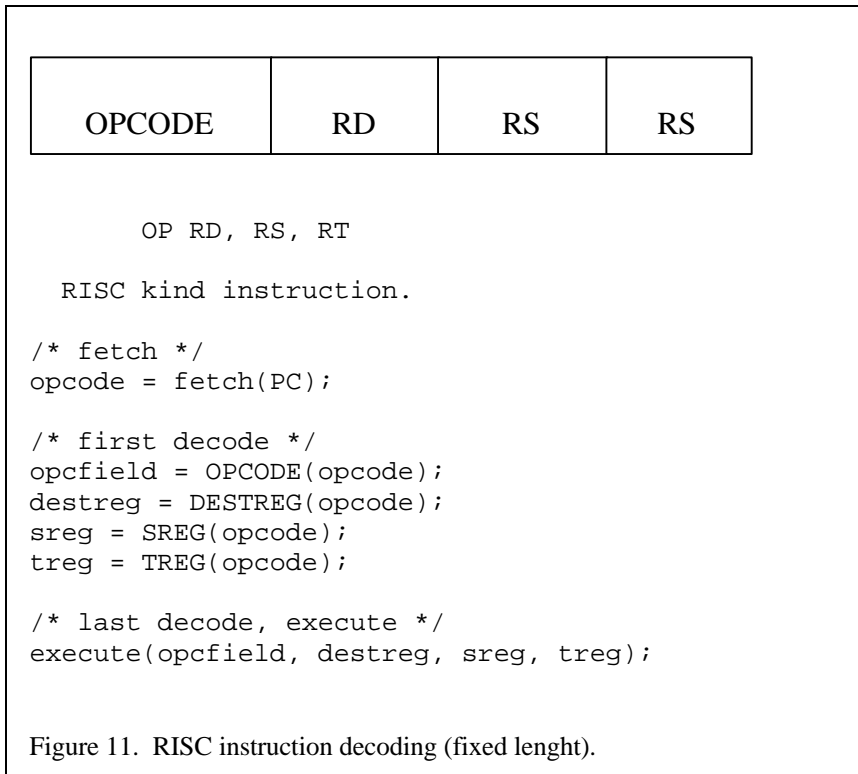 OPCODE RD RS RS
OP RD, RS, RT
RISC kind instruction.
/* fetch */
opcode = fetch(PC);
/* first decode */
opcfield = OPCODE(opcode);
destreg = DESTREG(opcode);
sreg = SREG(opcode);
treg = TREG(opcode);
/* last decode, execute */
execute(opcfield, destreg, sreg, treg);
Figure 11. RISC instruction decoding (fixed lenght).